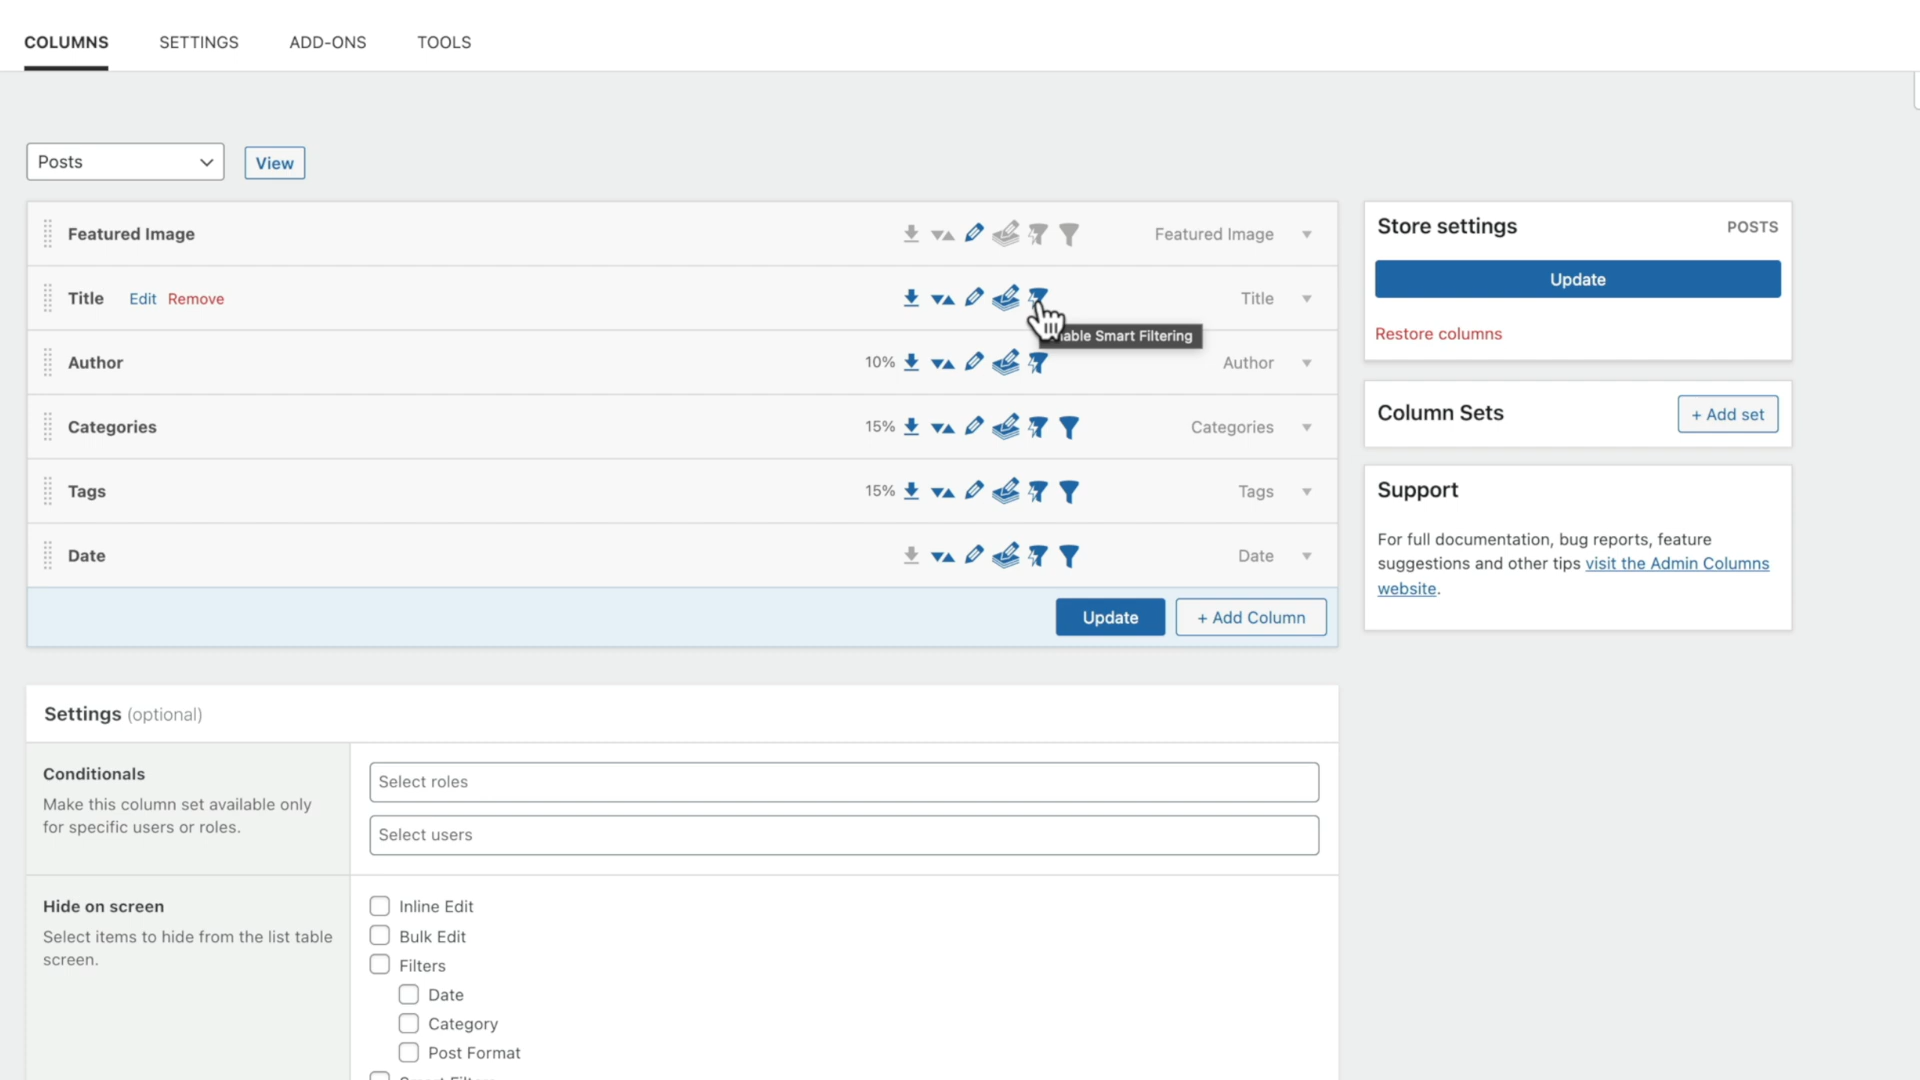 COLUMNS SETTINGS ADD-ONS TOOLS
Posts View
Featured Image Featured Image
Title Edit Remove Title
able Smart Filtering
Author 10% Author
Categories 15% Categories
Tags 15% Tags
Date Date
Update + Add Column
Store settings POSTS
Update
Restore columns
Column Sets + Add set
Support
For full documentation, bug reports, feature
suggestions and other tips visit the Admin Columns
website.
Settings (optional)
Conditionals
Make this column set available only
for specific users or roles.
Select roles
Select users
Hide on screen
Select items to hide from the list table
screen.
Inline Edit
Bulk Edit
Filters
Date
Category
Post Format